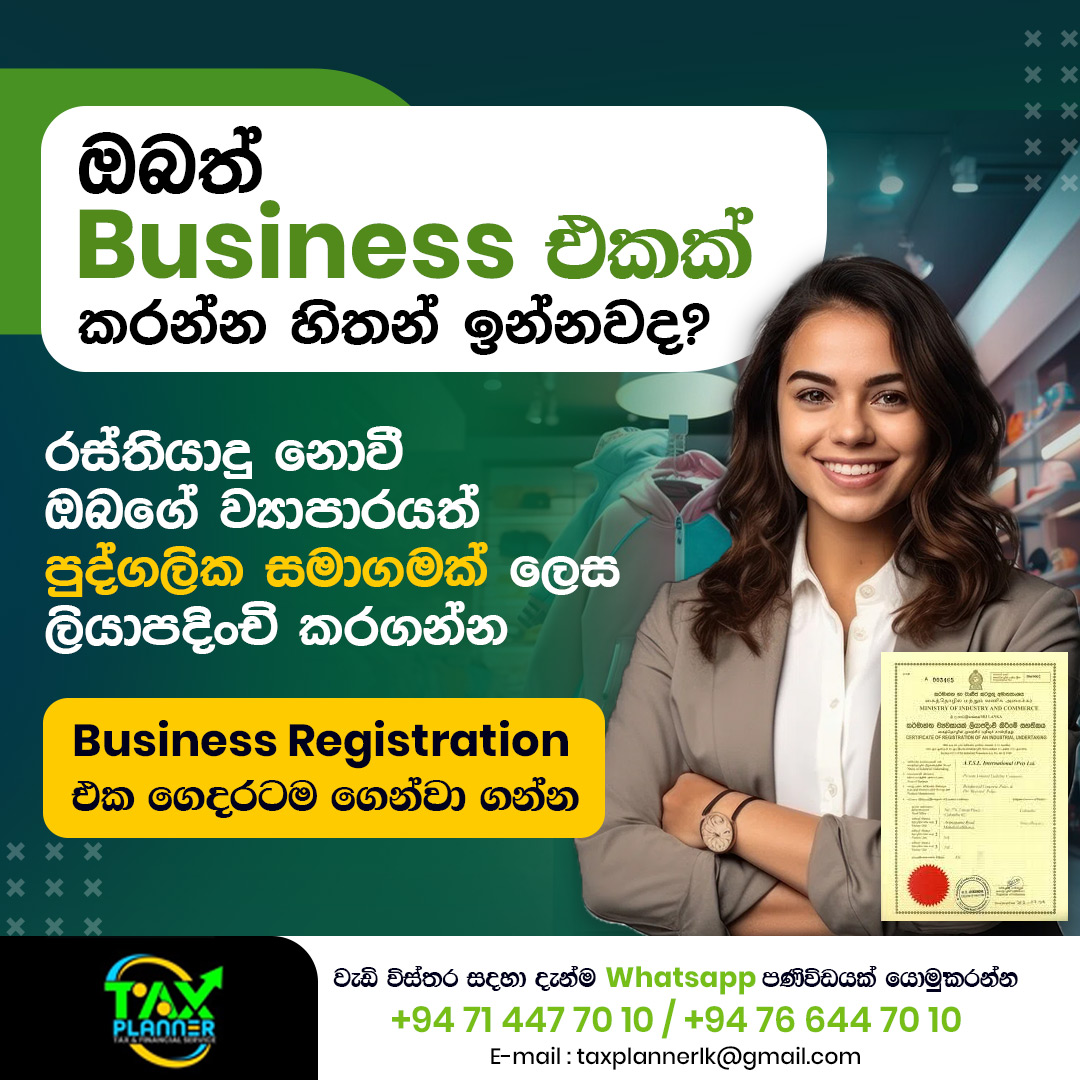 ඔබත්
Business එකක්
කරන්න හිතන් ඉන්නවද?
රස්තියාදු නොවී
ඔබගේ ව්‍යාපාරයත්
පුද්ගලික සමාගමක් ලෙස
ලියාපදිංචි කරගන්න
Business Registration
එක ගෙදරටම ගෙන්වා ගන්න
A 003465
MINISTRY OF INDUSTRY AND COMMERCE
CERTIFICATE OF REGISTRATION OF AN INDUSTRIAL UNDERTAKING
TAX
PLANNER
TAX & FINANCIAL SERVICE
වැඩි විස්තර සදහා දැන්ම Whatsapp පණිවිඩයක් යොමුකරන්න
+94 71 447 70 10 / +94 76 644 70 10
E-mail : taxplannerlk@gmail.com